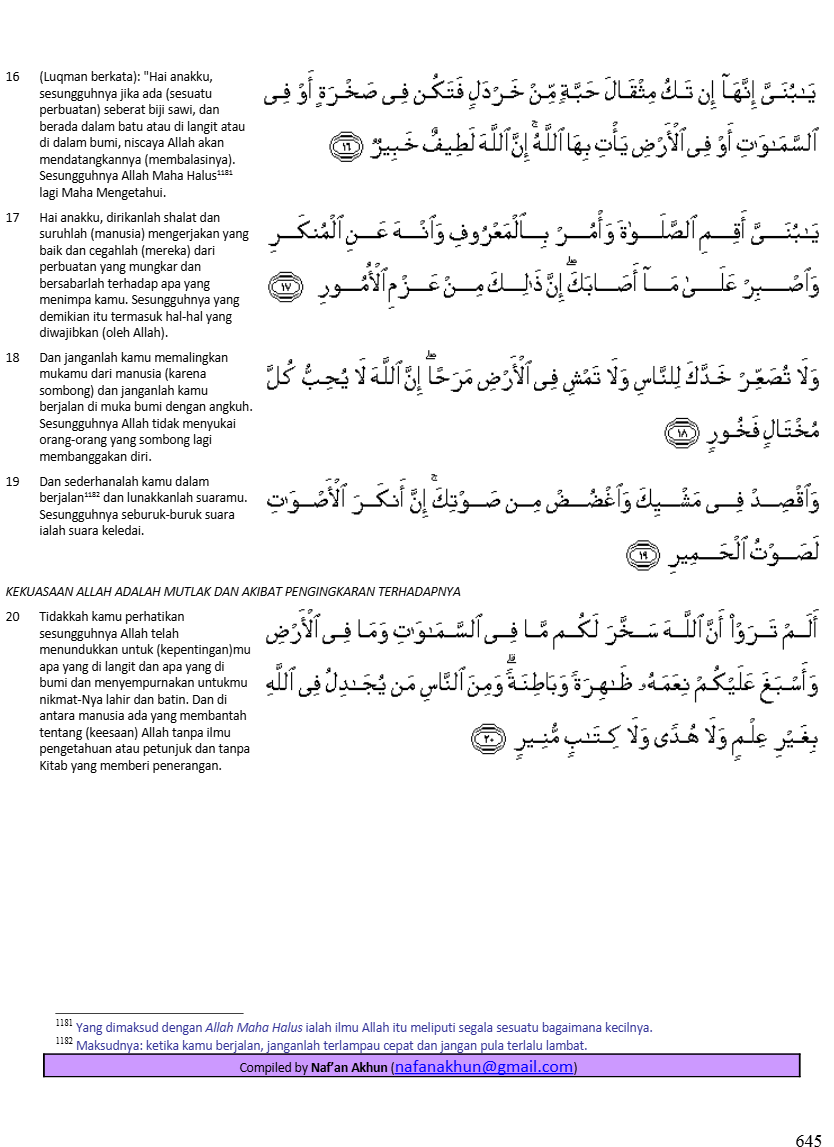 16 (Luqman berkata): "Hai anakku,
sesungguhnya jika ada (sesuatu
perbuatan) seberat biji sawi, dan
berada dalam batu atau di langit atau
di dalam bumi, niscaya Allah akan
mendatangkannya (membalasinya).
Sesungguhnya Allah Maha Halus¹¹⁸¹
lagi Maha Mengetahui.
يَـٰبُنَىَّ إِنَّهَآ إِن تَكُ مِثْقَالَ حَبَّةٍ مِّنْ خَرْدَلٍ فَتَكُن فِى صَخْرَةٍ أَوْ فِى
ٱلسَّمَـٰوَٰتِ أَوْ فِى ٱلْأَرْضِ يَأْتِ بِهَا ٱللَّهُ ۚ إِنَّ ٱللَّهَ لَطِيفٌ خَبِيرٌ ١٦
17 Hai anakku, dirikanlah shalat dan
suruhlah (manusia) mengerjakan yang
baik dan cegahlah (mereka) dari
perbuatan yang mungkar dan
bersabarlah terhadap apa yang
menimpa kamu. Sesungguhnya yang
demikian itu termasuk hal-hal yang
diwajibkan (oleh Allah).
يَـٰبُنَىَّ أَقِمِ ٱلصَّلَوٰةَ وَأْمُرْ بِٱلْمَعْرُوفِ وَٱنْهَ عَنِ ٱلْمُنكَرِ
وَٱصْبِرْ عَلَىٰ مَآ أَصَابَكَ ۖ إِنَّ ذَٰلِكَ مِنْ عَزْمِ ٱلْأُمُورِ ١٧
18 Dan janganlah kamu memalingkan
mukamu dari manusia (karena
sombong) dan janganlah kamu
berjalan di muka bumi dengan angkuh.
Sesungguhnya Allah tidak menyukai
orang-orang yang sombong lagi
membanggakan diri.
وَلَا تُصَعِّرْ خَدَّكَ لِلنَّاسِ وَلَا تَمْشِ فِى ٱلْأَرْضِ مَرَحًا ۖ إِنَّ ٱللَّهَ لَا يُحِبُّ كُلَّ
مُخْتَالٍ فَخُورٍ ١٨
19 Dan sederhanalah kamu dalam
berjalan¹¹⁸² dan lunakkanlah suaramu.
Sesungguhnya seburuk-buruk suara
ialah suara keledai.
وَٱقْصِدْ فِى مَشْيِكَ وَٱغْضُضْ مِن صَوْتِكَ ۚ إِنَّ أَنكَرَ ٱلْأَصْوَٰتِ
لَصَوْتُ ٱلْحَمِيرِ ١٩
KEKUASAAN ALLAH ADALAH MUTLAK DAN AKIBAT PENGINGKARAN TERHADAPNYA
20 Tidakkah kamu perhatikan
sesungguhnya Allah telah
menundukkan untuk (kepentingan)mu
apa yang di langit dan apa yang di
bumi dan menyempurnakan untukmu
nikmat-Nya lahir dan batin. Dan di
antara manusia ada yang membantah
tentang (keesaan) Allah tanpa ilmu
pengetahuan atau petunjuk dan tanpa
Kitab yang memberi penerangan.
أَلَمْ تَرَوْا۟ أَنَّ ٱللَّهَ سَخَّرَ لَكُم مَّا فِى ٱلسَّمَـٰوَٰتِ وَمَا فِى ٱلْأَرْضِ
وَأَسْبَغَ عَلَيْكُمْ نِعَمَهُۥ ظَـٰهِرَةً وَبَاطِنَةً ۗ وَمِنَ ٱلنَّاسِ مَن يُجَـٰدِلُ فِى ٱللَّهِ
بِغَيْرِ عِلْمٍ وَلَا هُدًى وَلَا كِتَـٰبٍ مُّنِيرٍ ٢٠
1181 Yang dimaksud dengan Allah Maha Halus ialah ilmu Allah itu meliputi segala sesuatu bagaimana kecilnya.
1182 Maksudnya: ketika kamu berjalan, janganlah terlampau cepat dan jangan pula terlalu lambat.
Compiled by Naf’an Akhun (nafanakhun@gmail.com)
645